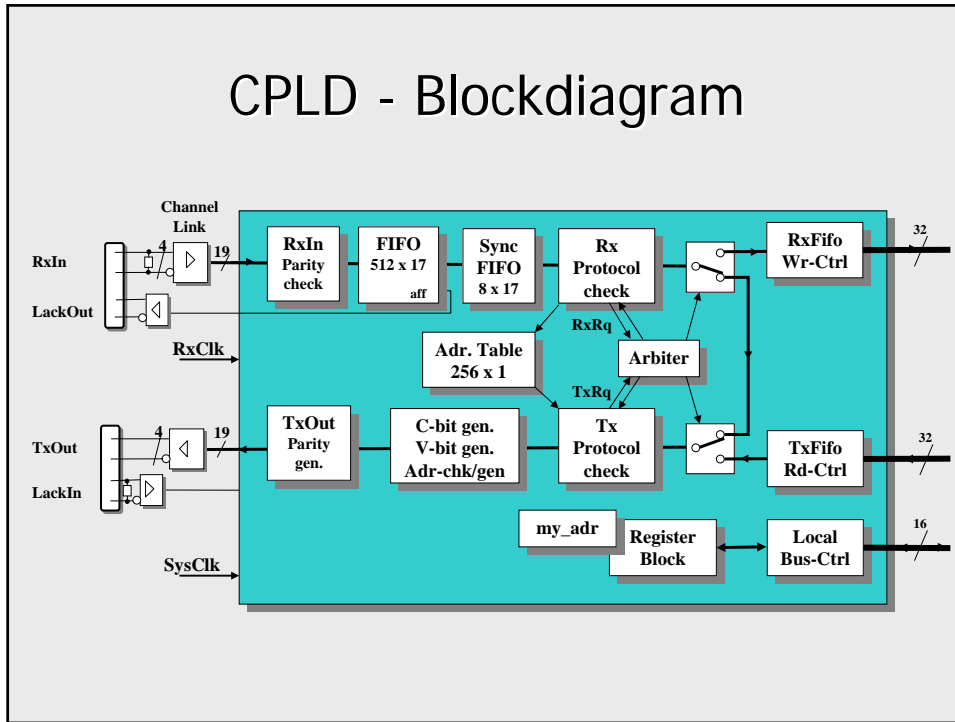 CPLD - Blockdiagram
Channel
Link
RxIn
4
19
LackOut
RxIn
Parity
check
FIFO
512 x 17
aff
Sync
FIFO
8 x 17
Rx
Protocol
check
RxFifo
Wr-Ctrl
32
RxClk
RxRq
Adr. Table
256 x 1
Arbiter
TxRq
TxOut
4
19
LackIn
TxOut
Parity
gen.
C-bit gen.
V-bit gen.
Adr-chk/gen
Tx
Protocol
check
TxFifo
Rd-Ctrl
32
SysClk
my_adr
Register
Block
Local
Bus-Ctrl
16